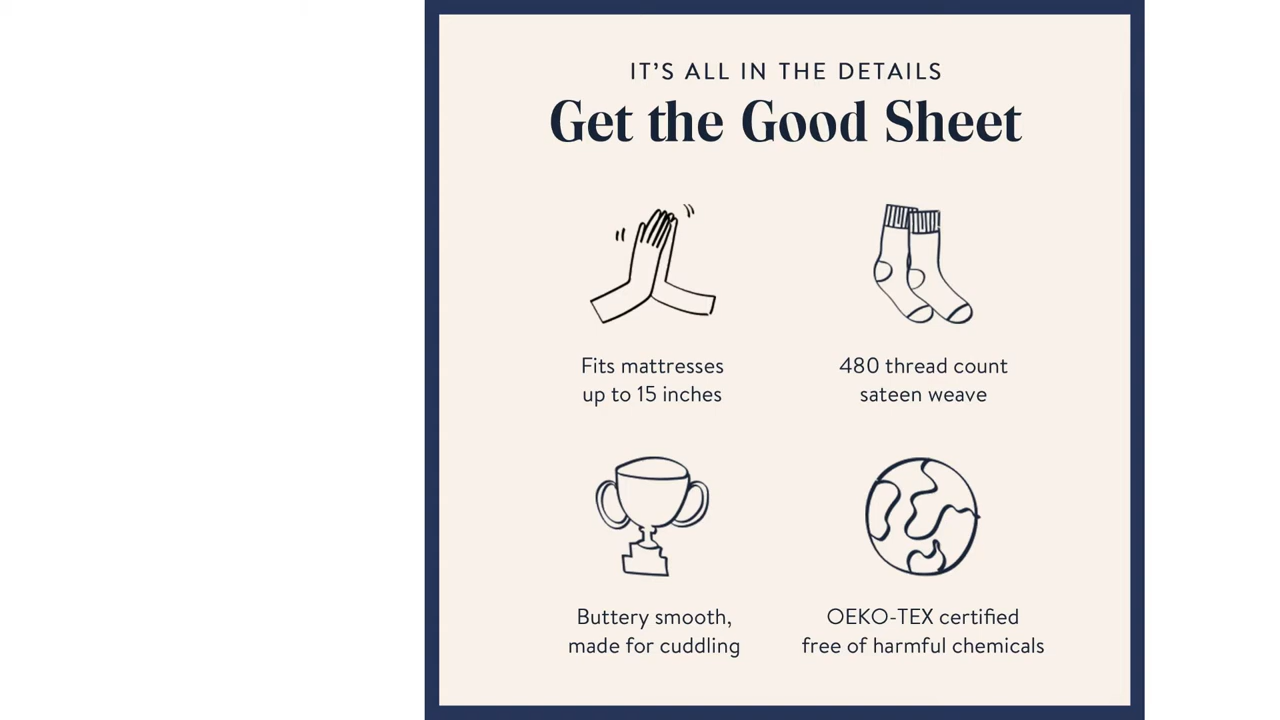 IT'S ALL IN THE DETAILS
Get the Good Sheet
Fits mattresses
up to 15 inches
480 thread count
sateen weave
Buttery smooth,
made for cuddling
OEKO-TEX certified
free of harmful chemicals